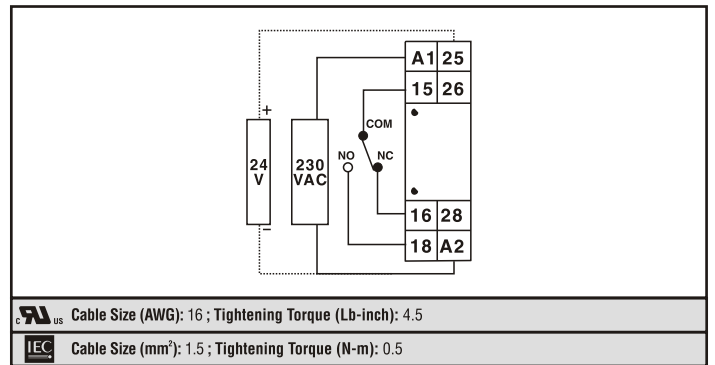 A1 25
15 26
+
COM
NO NC
24 V
230 VAC
–
16 28
18 A2
c RU us Cable Size (AWG): 16 ; Tightening Torque (Lb-inch): 4.5
IEC Cable Size (mm²): 1.5 ; Tightening Torque (N-m): 0.5